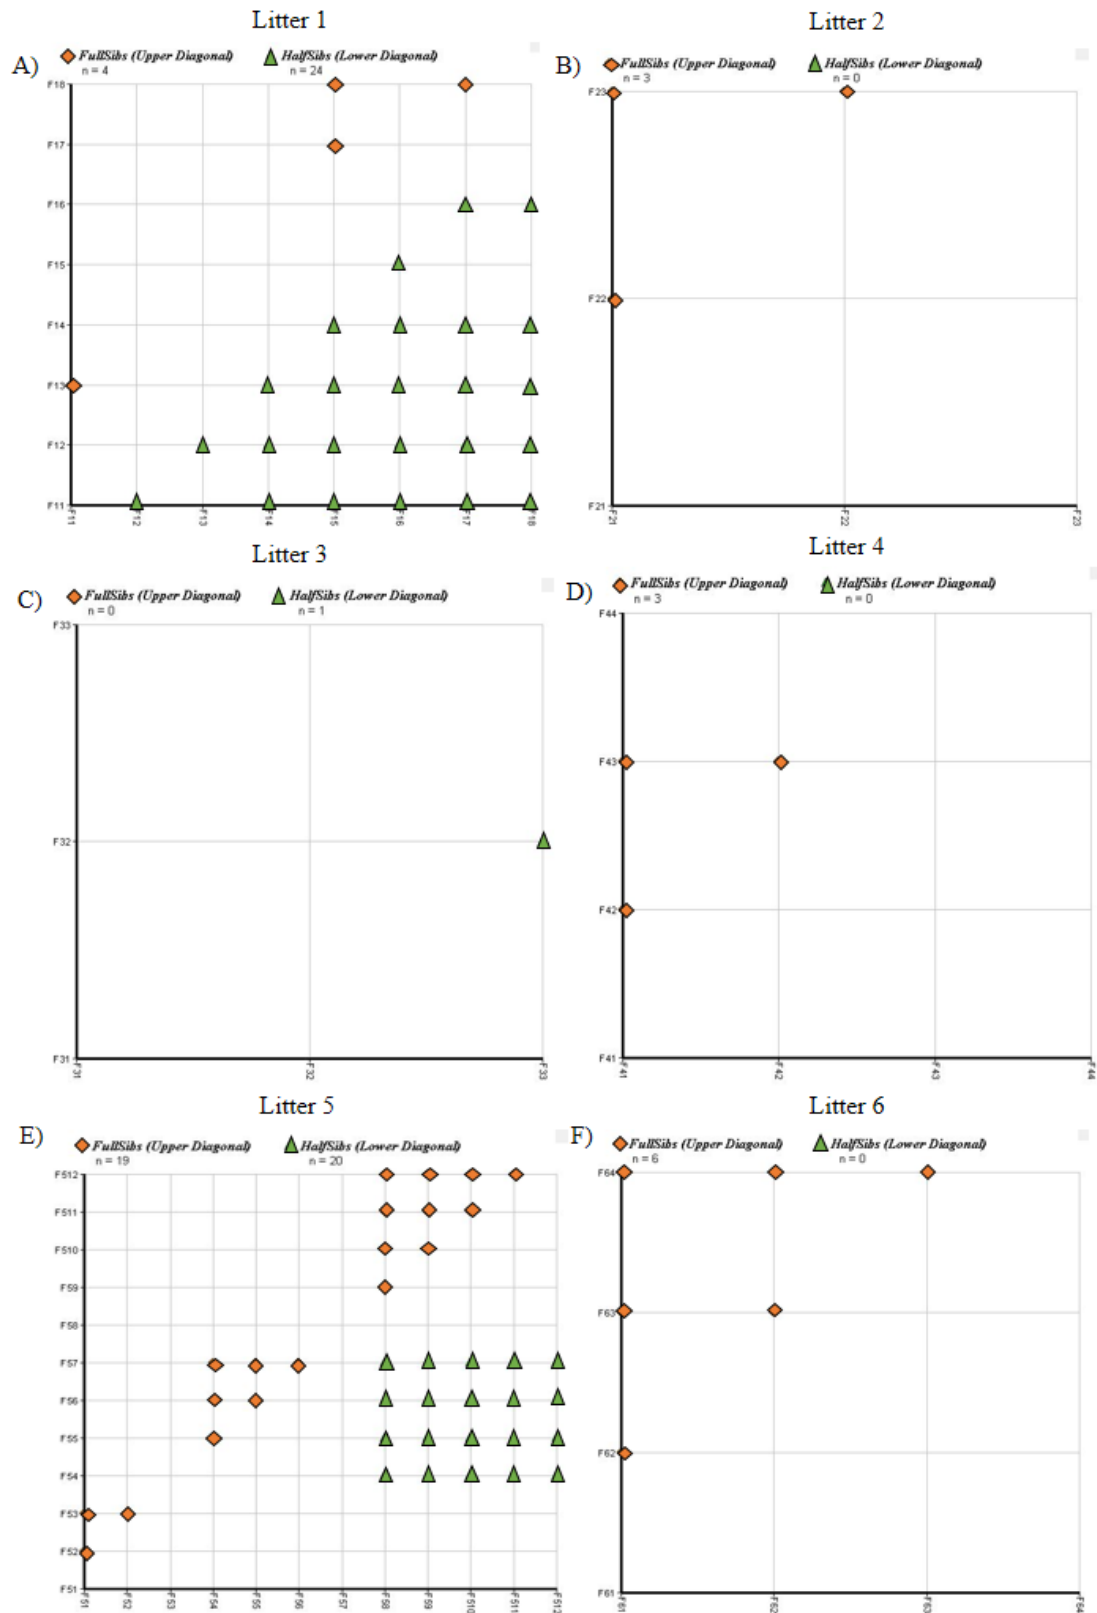 Litter 1
A)
FullSibs (Upper Diagonal) HalfSibs (Lower Diagonal)
n = 4 n = 24
F18
F17
F16
F15
F14
F13
F12
F11
F11 F12 F13 F14 F15 F16 F17 F18
Litter 2
B)
FullSibs (Upper Diagonal) HalfSibs (Lower Diagonal)
n = 3 n = 0
F23
F22
F21
F21 F22 F23
Litter 3
C)
FullSibs (Upper Diagonal) HalfSibs (Lower Diagonal)
n = 0 n = 1
F33
F32
F31
F31 F32 F33
Litter 4
D)
FullSibs (Upper Diagonal) HalfSibs (Lower Diagonal)
n = 3 n = 0
F44
F43
F42
F41
F41 F42 F43 F44
Litter 5
E)
FullSibs (Upper Diagonal) HalfSibs (Lower Diagonal)
n = 19 n = 20
F512
F511
F510
F59
F58
F57
F56
F55
F54
F53
F52
F51
F51 F52 F53 F54 F55 F56 F57 F58 F59 F510 F511 F512
Litter 6
F)
FullSibs (Upper Diagonal) HalfSibs (Lower Diagonal)
n = 6 n = 0
F64
F63
F62
F61
F61 F62 F63 F64